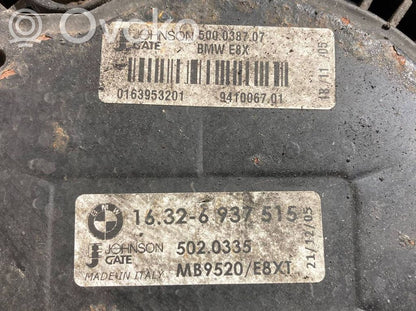 Ovoko
JOHNSON GATE
500.0387.07
BMW E8X
0163953201
9410067.01
18/11/05
BMW
16.32-6 937 515
JOHNSON GATE
502.0335
MADE IN ITALY
MB9520/E8XT
21/12/05